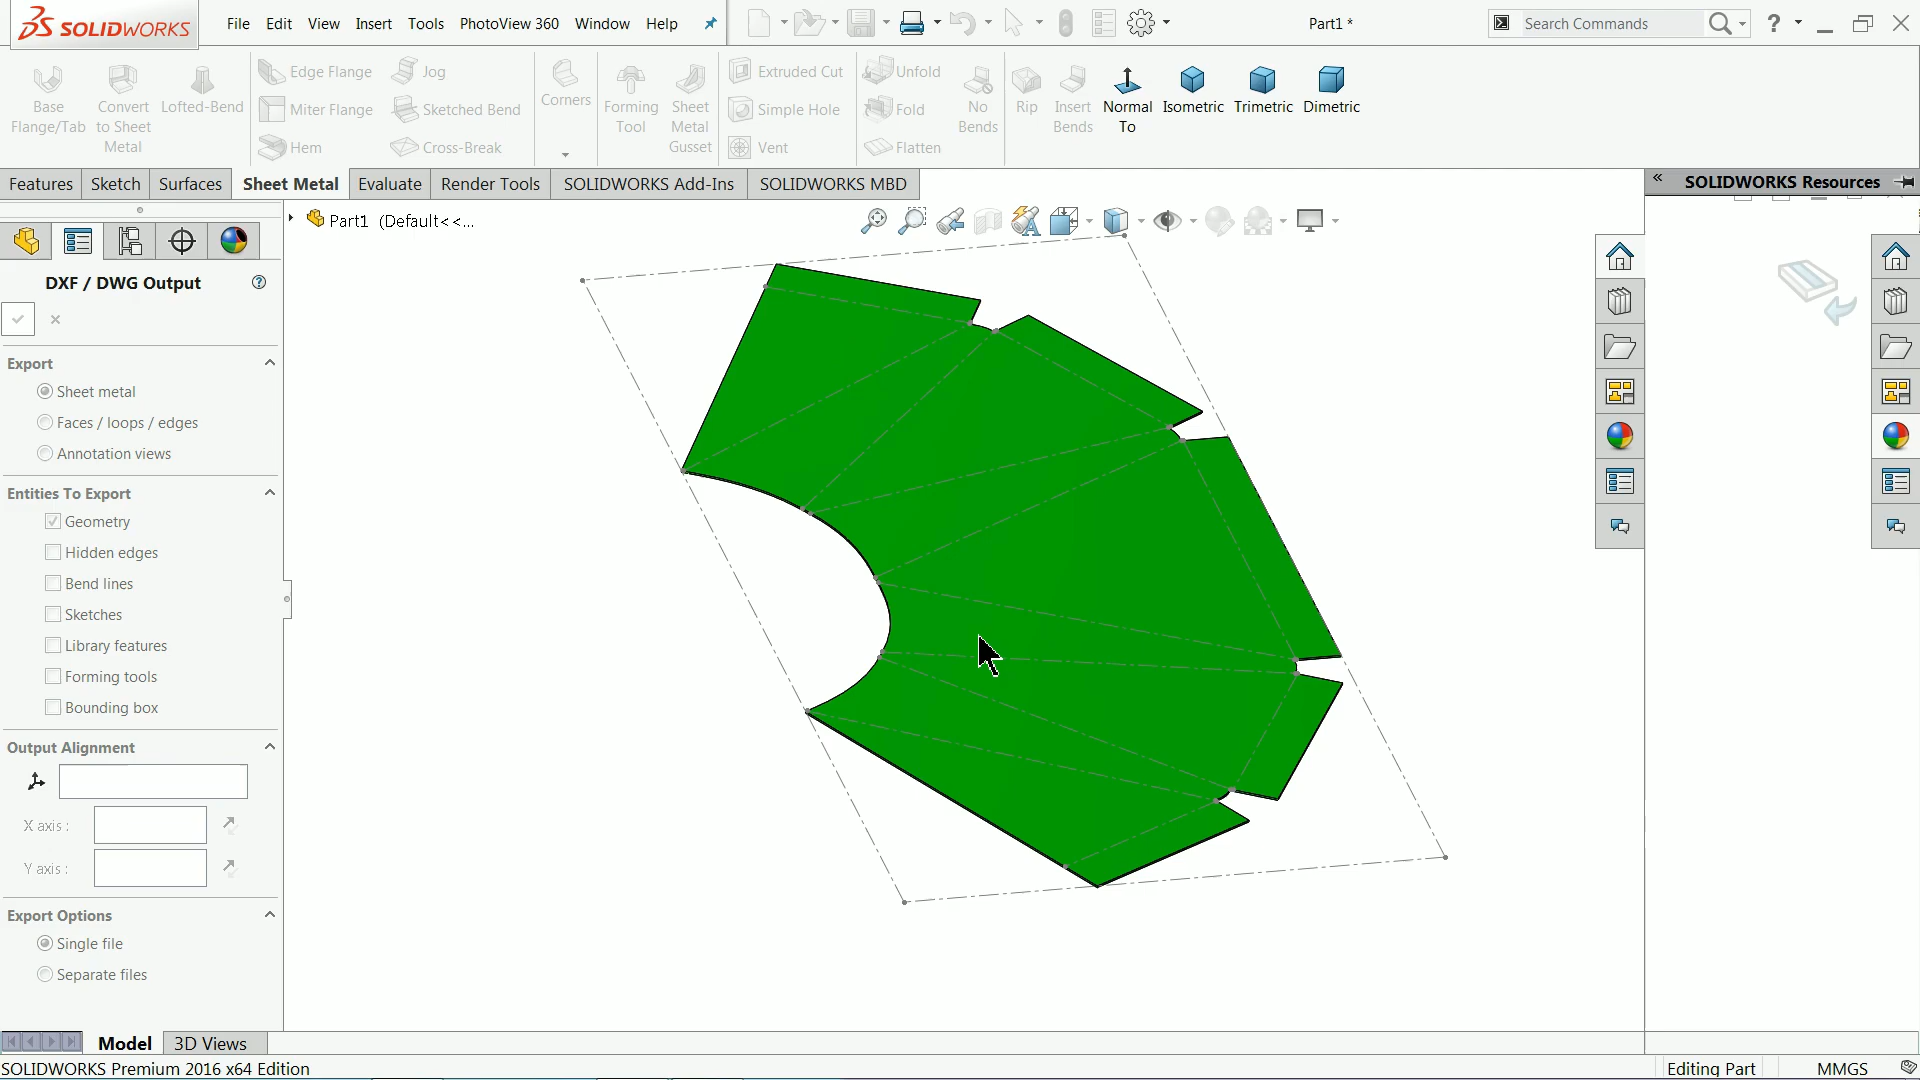 SOLIDWORKS
File Edit View Insert Tools PhotoView 360 Window Help
Part1 *
Search Commands
?
Base Flange/Tab
Convert to Sheet Metal
Lofted-Bend
Edge Flange
Miter Flange
Hem
Jog
Sketched Bend
Cross-Break
Corners
Forming Tool
Sheet Metal Gusset
Extruded Cut
Simple Hole
Vent
Unfold
Fold
Flatten
No Bends
Rip
Insert Bends
Normal To
Isometric
Trimetric
Dimetric
Features Sketch Surfaces Sheet Metal Evaluate Render Tools SOLIDWORKS Add-Ins SOLIDWORKS MBD
SOLIDWORKS Resources
Part1 (Default<<...
DXF / DWG Output
Export
Sheet metal
Faces / loops / edges
Annotation views
Entities To Export
Geometry
Hidden edges
Bend lines
Sketches
Library features
Forming tools
Bounding box
Output Alignment
X axis :
Y axis :
Export Options
Single file
Separate files
Model 3D Views
SOLIDWORKS Premium 2016 x64 Edition
Editing Part
MMGS